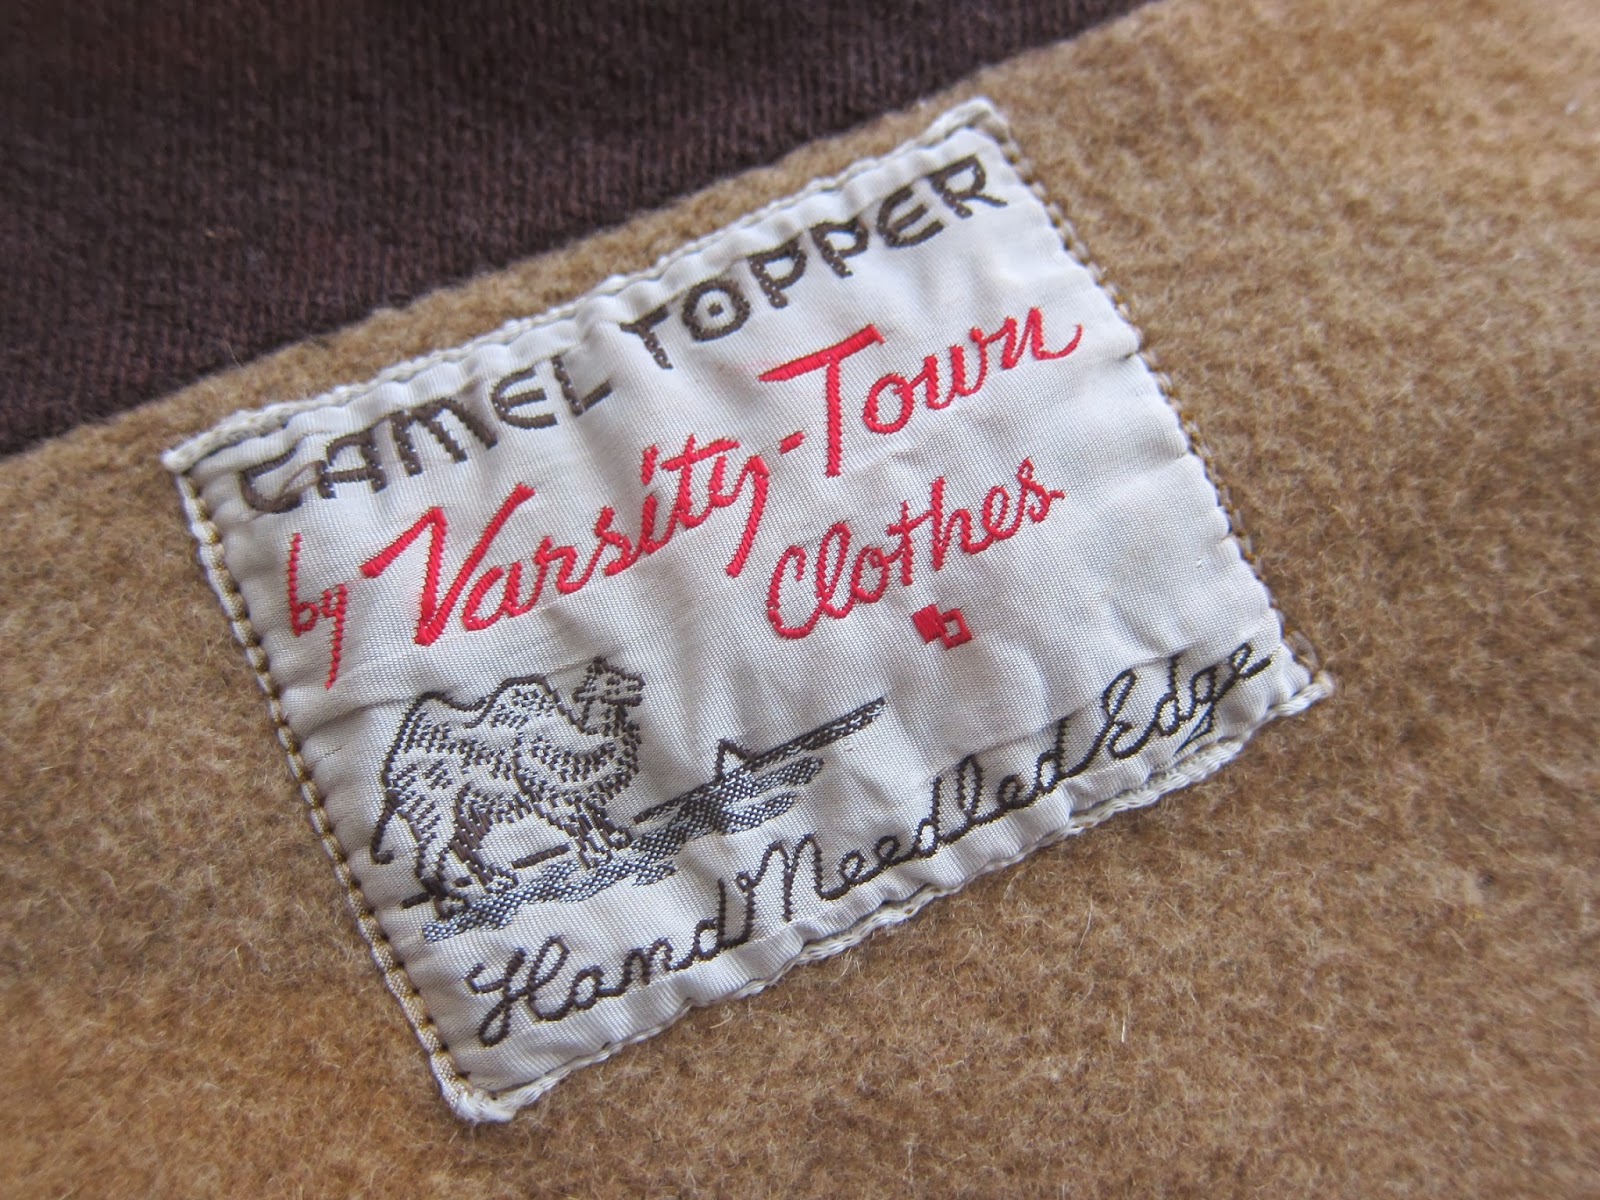 CAMEL TOPPER
by Varsity-Town
Clothes
Hand Needled Edge